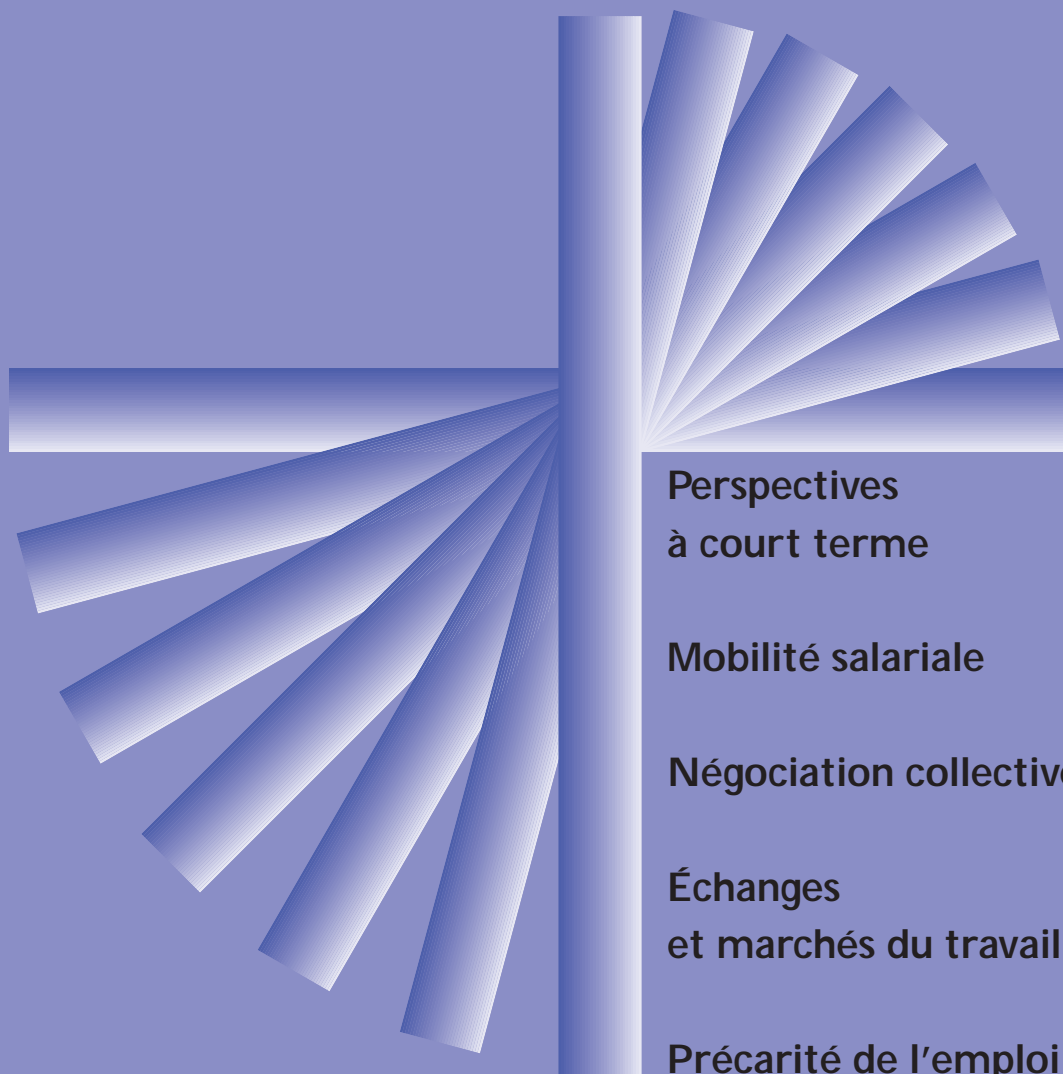 Perspectives
à court terme
Mobilité salariale
Négociation collective
Échanges
et marchés du travail
Précarité de l'emploi